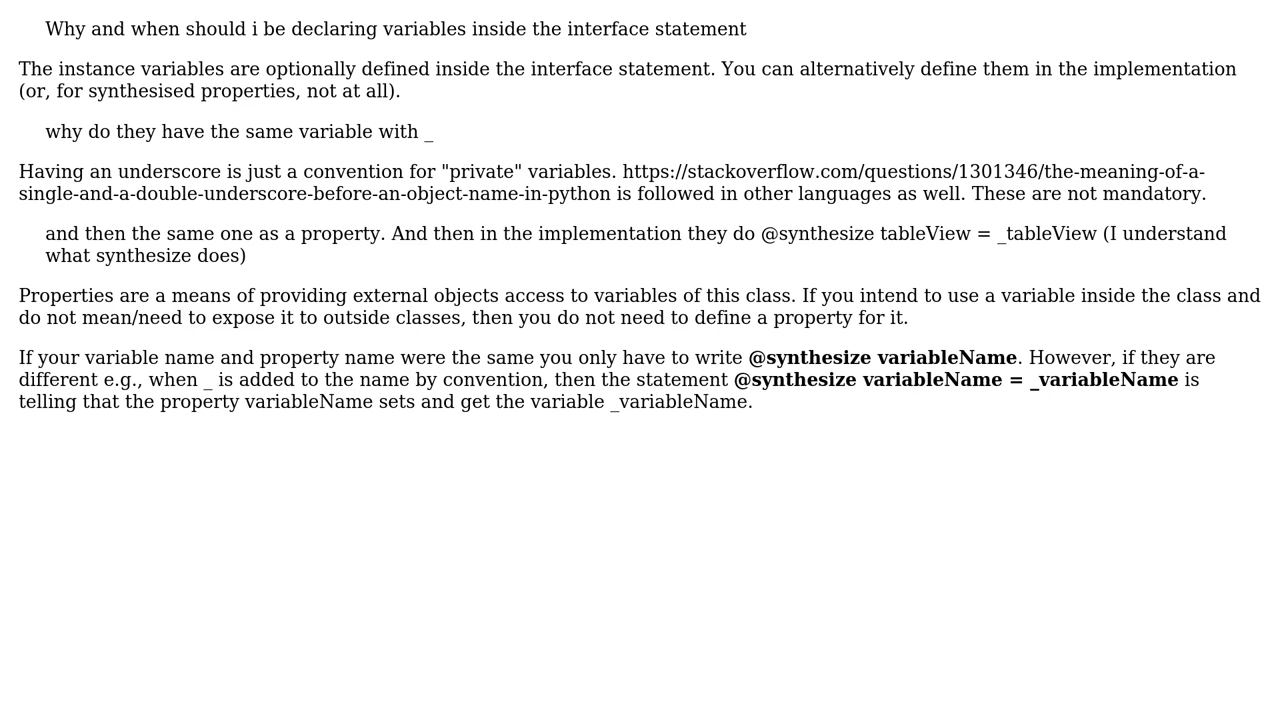 Why and when should i be declaring variables inside the interface statement
The instance variables are optionally defined inside the interface statement. You can alternatively define them in the implementation
(or, for synthesised properties, not at all).
why do they have the same variable with _
Having an underscore is just a convention for "private" variables. https://stackoverflow.com/questions/1301346/the-meaning-of-a-
single-and-a-double-underscore-before-an-object-name-in-python is followed in other languages as well. These are not mandatory.
and then the same one as a property. And then in the implementation they do @synthesize tableView = _tableView (I understand
what synthesize does)
Properties are a means of providing external objects access to variables of this class. If you intend to use a variable inside the class and
do not mean/need to expose it to outside classes, then you do not need to define a property for it.
If your variable name and property name were the same you only have to write @synthesize variableName. However, if they are
different e.g., when _ is added to the name by convention, then the statement @synthesize variableName = _variableName is
telling that the property variableName sets and get the variable _variableName.